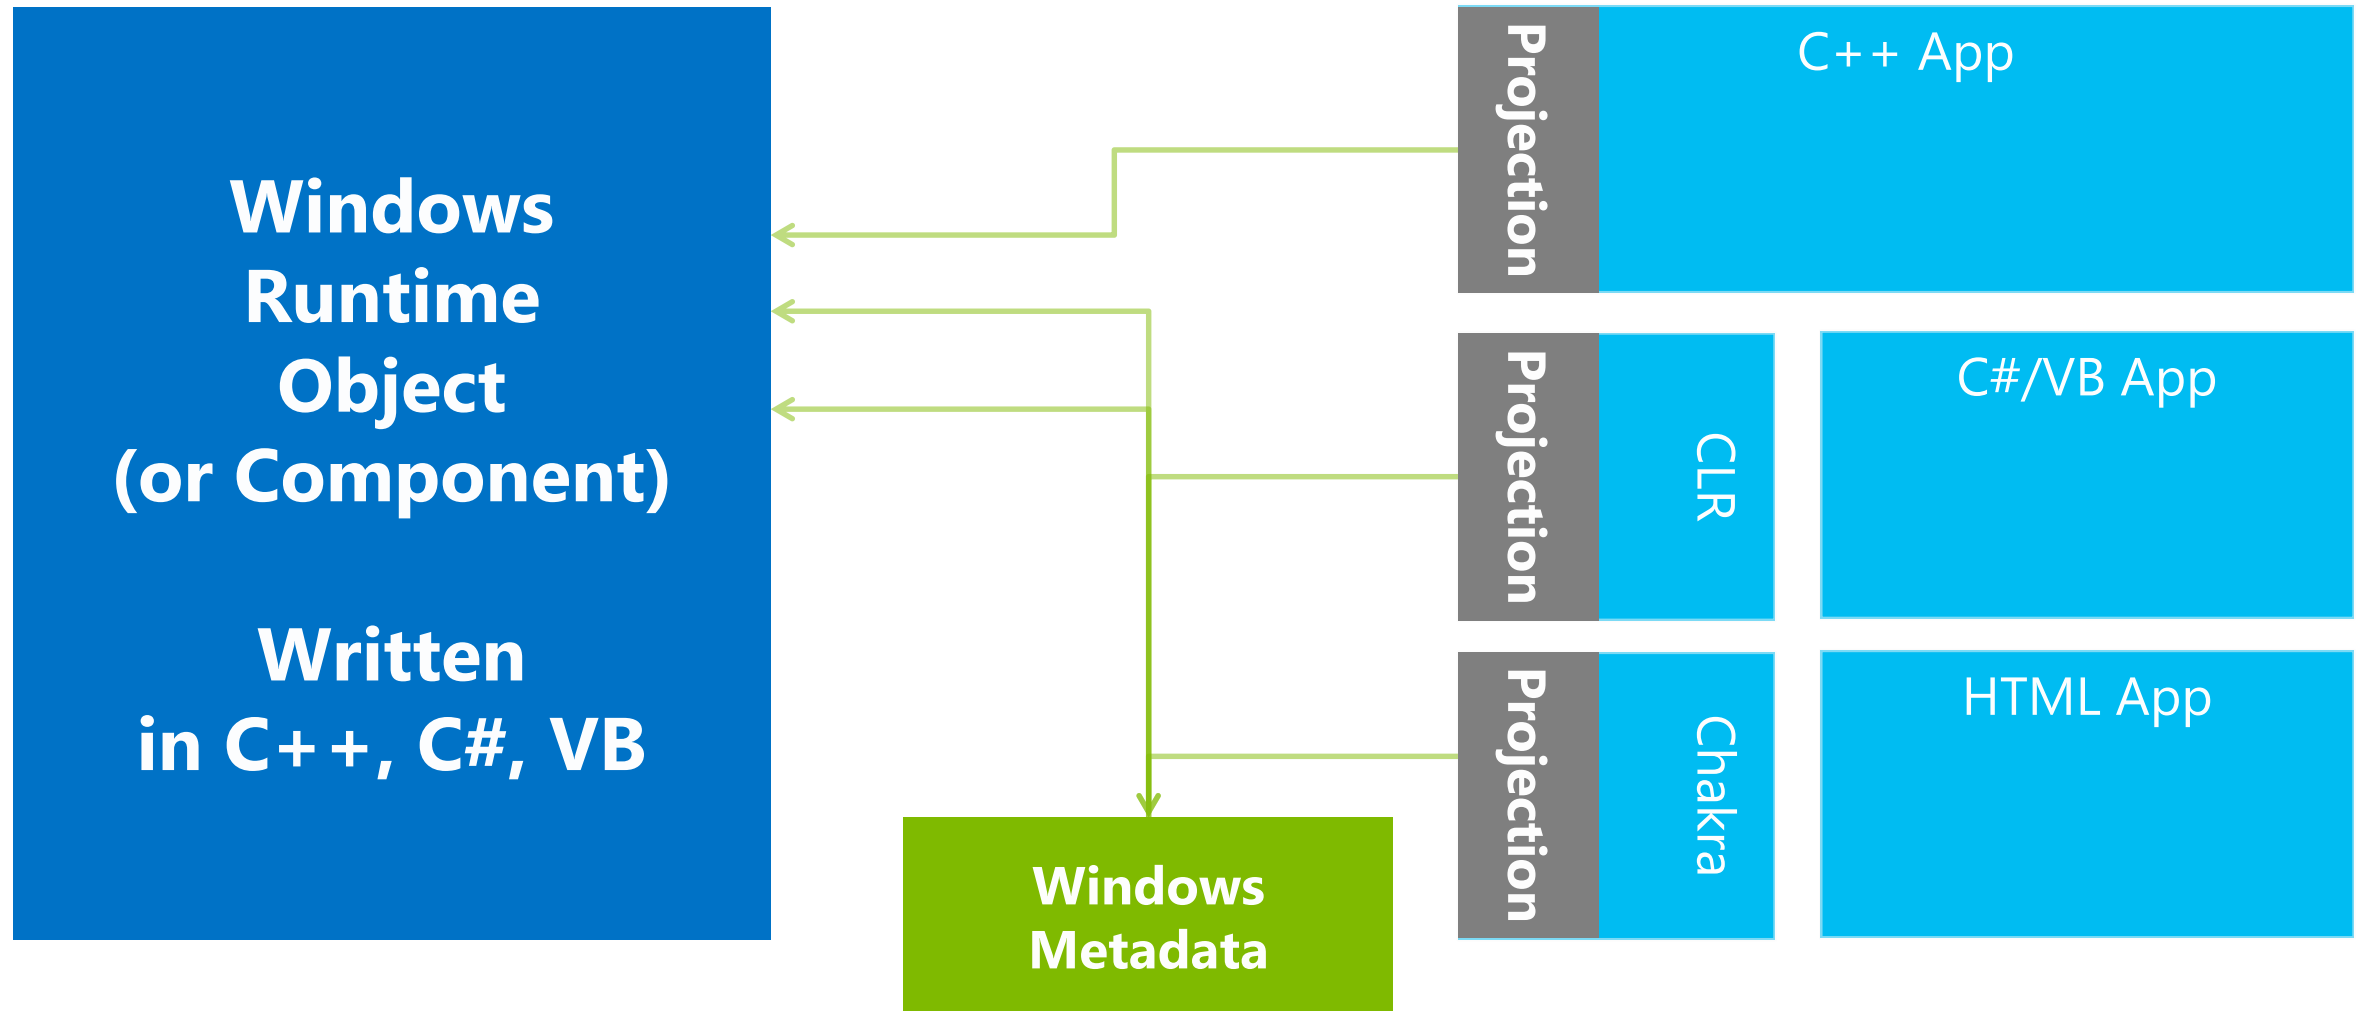 Windows
Runtime
Object
(or Component)
Written
in C++, C#, VB
Windows
Metadata
Projection
C++ App
Projection
CLR
C#/VB App
Projection
Chakra
HTML App